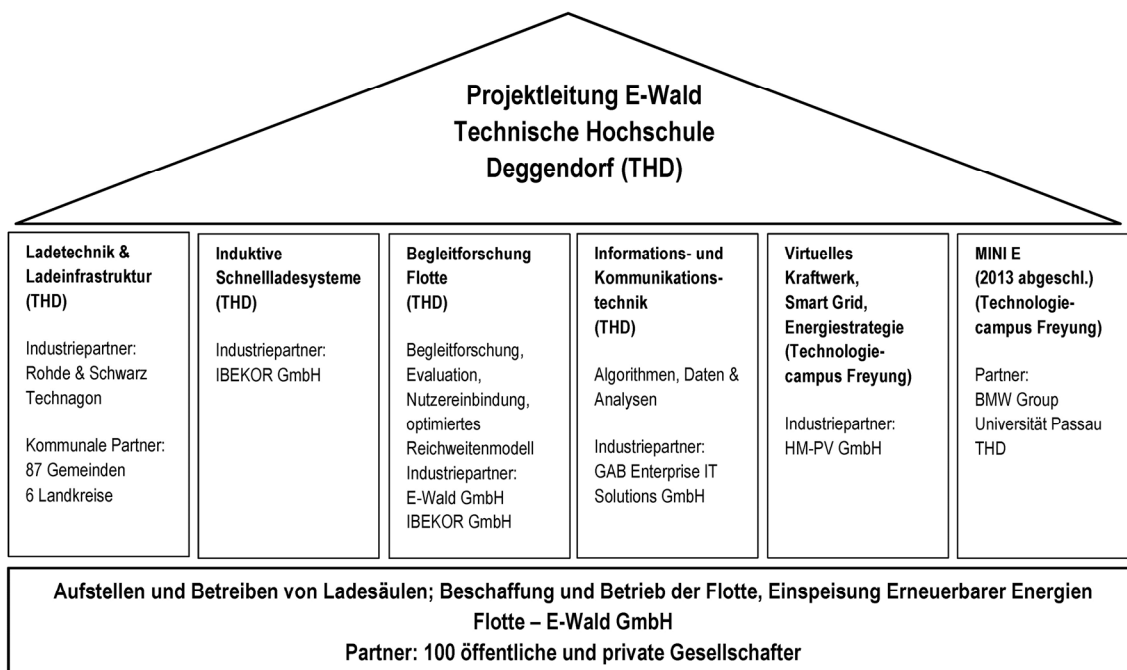 Projektleitung E-Wald
Technische Hochschule
Deggendorf (THD)
Ladetechnik &
Ladeinfrastruktur
(THD)
Industriepartner:
Rohde & Schwarz
Technagon
Kommunale Partner:
87 Gemeinden
6 Landkreise
Induktive
Schnellladesysteme
(THD)
Industriepartner:
IBEKOR GmbH
Begleitforschung
Flotte
(THD)
Begleitforschung,
Evaluation,
Nutzereinbindung,
optimiertes
Reichweitenmodell
Industriepartner:
E-Wald GmbH
IBEKOR GmbH
Informations- und
Kommunikations-
technik
(THD)
Algorithmen, Daten &
Analysen
Industriepartner:
GAB Enterprise IT
Solutions GmbH
Virtuelles
Kraftwerk,
Smart Grid,
Energiestrategie
(Technologie-
campus Freyung)
Industriepartner:
HM-PV GmbH
MINI E
(2013 abgeschl.)
(Technologie-
campus Freyung)
Partner:
BMW Group
Universität Passau
THD
Aufstellen und Betreiben von Ladesäulen; Beschaffung und Betrieb der Flotte, Einspeisung Erneuerbarer Energien
Flotte – E-Wald GmbH
Partner: 100 öffentliche und private Gesellschafter